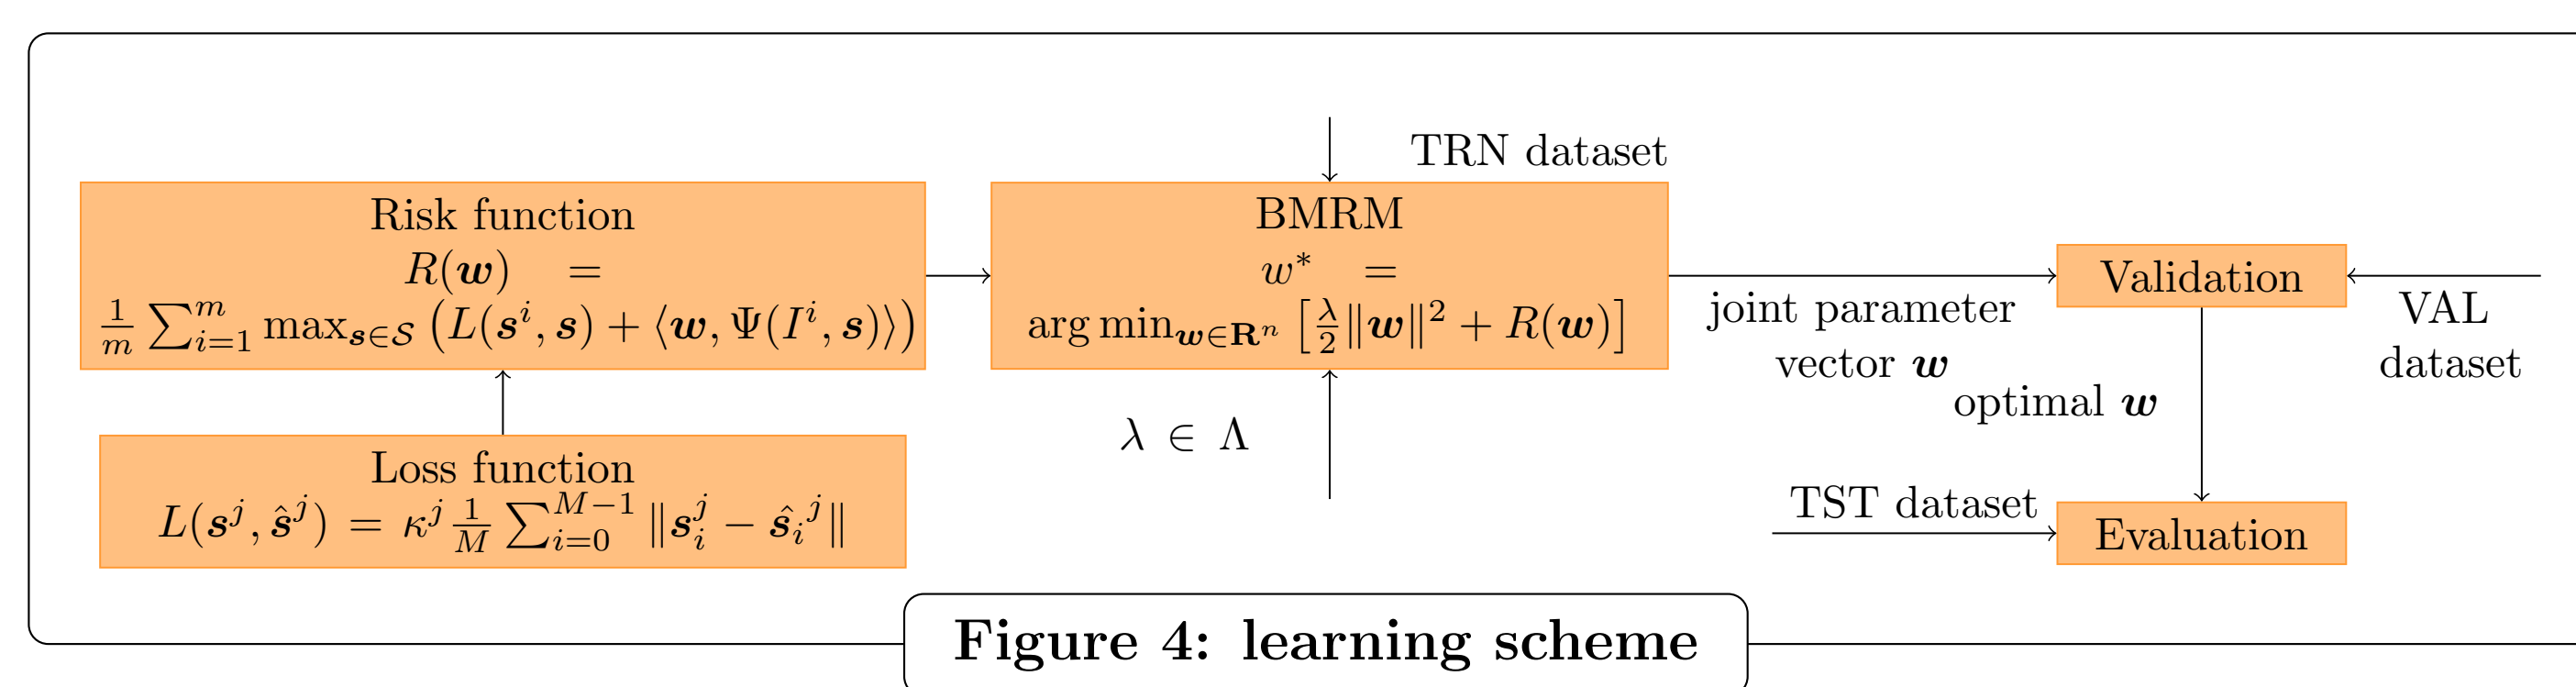 TRN dataset
Risk function
R(w) =
1/m ∑_{i=1}^{m} max_{s∈𝒮} (L(s^i, s) + ⟨w, Ψ(I^i, s)⟩)
BMRM
w* =
arg min_{w∈R^n} [λ/2 ‖w‖² + R(w)]
joint parameter
vector w
Validation
VAL
dataset
optimal w
λ ∈ Λ
Loss function
L(s^j, ŝ^j) = κ^j 1/M ∑_{i=0}^{M−1} ‖s_i^j − ŝ_i^j‖
TST dataset
Evaluation
Figure 4: learning scheme